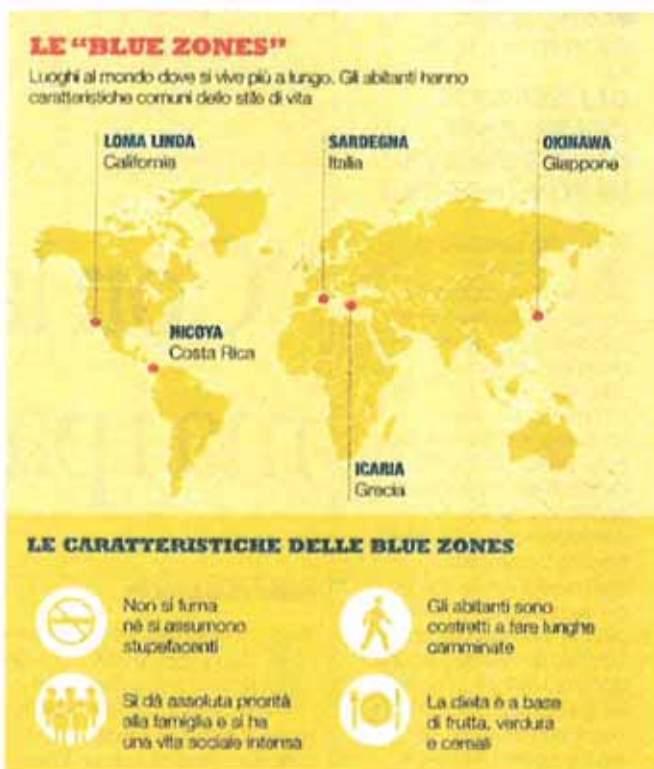 LE “BLUE ZONES”
Luoghi al mondo dove si vive più a lungo. Gli abitanti hanno
caratteristiche comuni dello stile di vita
LOMA LINDA
California
SARDEGNA
Italia
OKINAWA
Giappone
NICOYA
Costa Rica
ICARIA
Grecia
LE CARATTERISTICHE DELLE BLUE ZONES
Non si fuma
né si assumono
stupefacenti
Gli abitanti sono
costretti a fare lunghe
camminate
Si dà assoluta priorità
alla famiglia e si ha
una vita sociale intensa
La dieta è a base
di frutta, verdura
e cereali